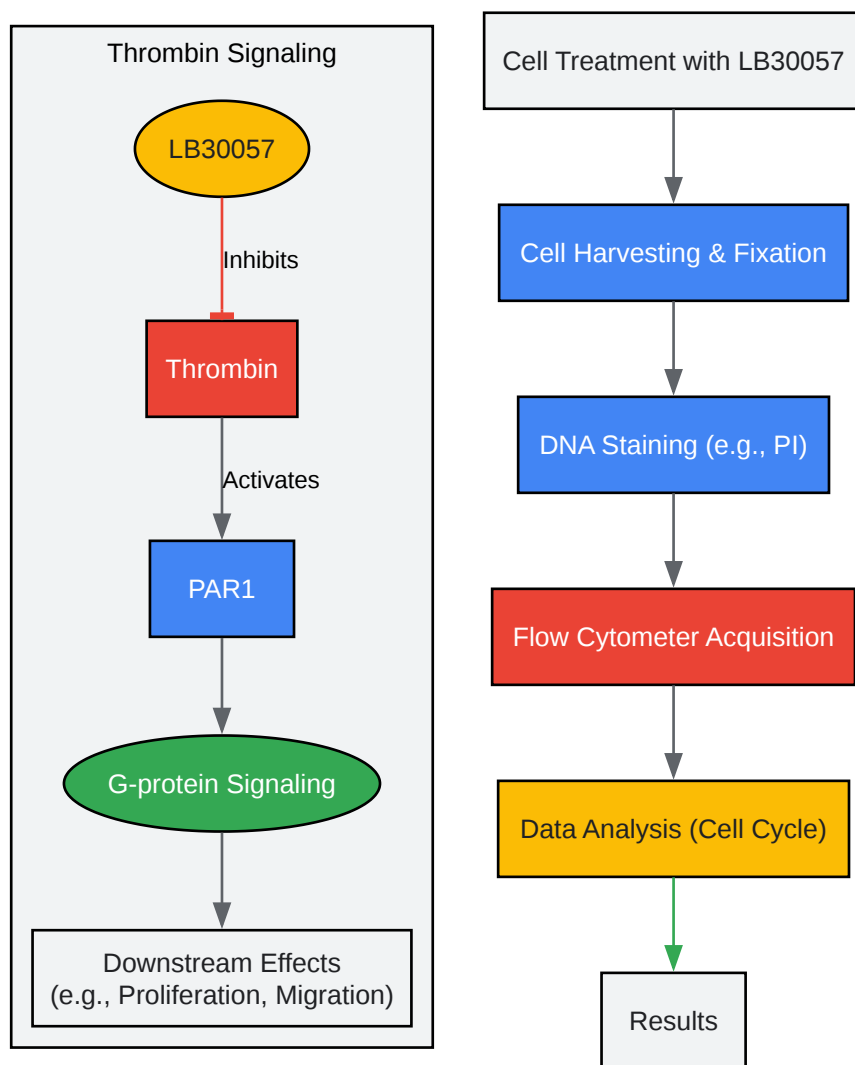 Thrombin Signaling
LB30057
Inhibits
Thrombin
Activates
PAR1
G-protein Signaling
Downstream Effects
(e.g., Proliferation, Migration)
Cell Treatment with LB30057
Cell Harvesting & Fixation
DNA Staining (e.g., PI)
Flow Cytometer Acquisition
Data Analysis (Cell Cycle)
Results